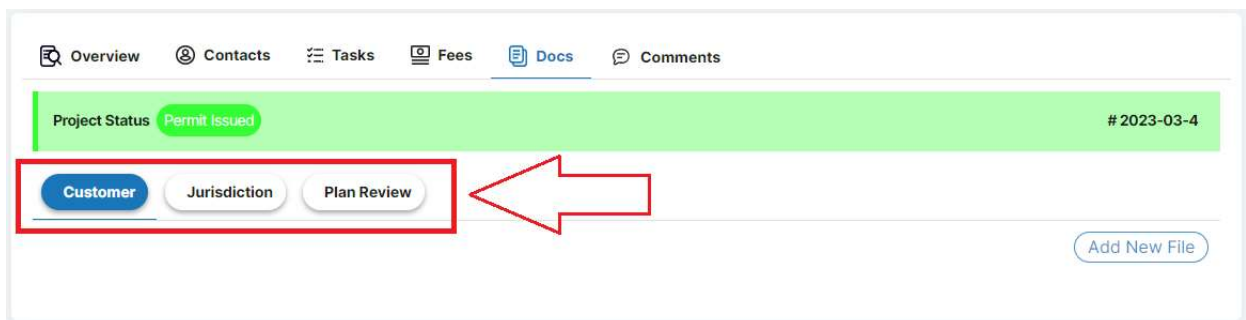 Overview Contacts Tasks Fees Docs Comments
Project Status Permit Issued # 2023-03-4
Customer Jurisdiction Plan Review
Add New File